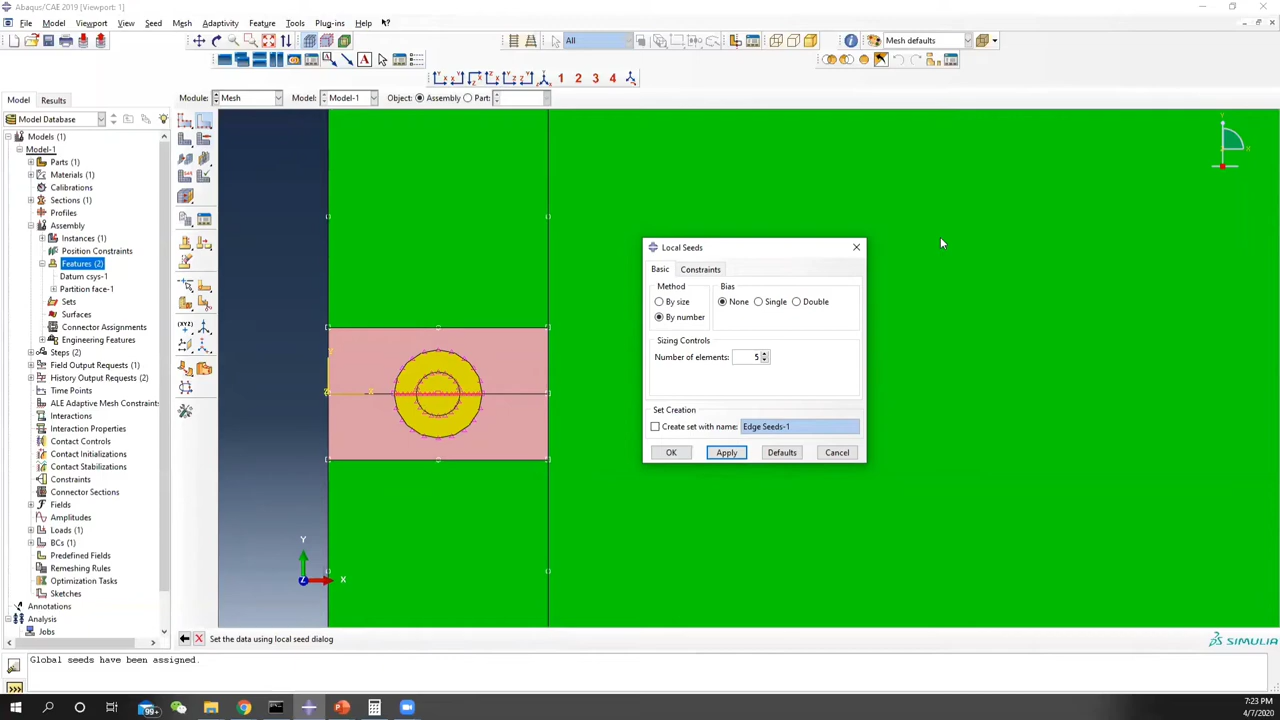 Abaqus/CAE 2019 [Viewport: 1]
File Model Viewport View Seed Mesh Adaptivity Feature Tools Plug-ins Help
All
Mesh defaults
1 2 3 4
Model Results
Module: Mesh Model: Model-1 Object: Assembly Part:
Model Database
Models (1)
Model-1
Parts (1)
Materials (1)
Calibrations
Sections (1)
Profiles
Assembly
Instances (1)
Position Constraints
Features (2)
Datum csys-1
Partition face-1
Sets
Surfaces
Connector Assignments
Engineering Features
Steps (2)
Field Output Requests (1)
History Output Requests (2)
Time Points
ALE Adaptive Mesh Constraint
Interactions
Interaction Properties
Contact Controls
Contact Initializations
Contact Stabilizations
Constraints
Connector Sections
Fields
Amplitudes
Loads (1)
BCs (1)
Predefined Fields
Remeshing Rules
Optimization Tasks
Sketches
Annotations
Analysis
Jobs
Y
X
Y
Z X
Local Seeds
Basic Constraints
Method
By size
By number
Bias
None Single Double
Sizing Controls
Number of elements: 5
Set Creation
Create set with name: Edge Seeds-1
OK Apply Defaults Cancel
Set the data using local seed dialog
SIMULIA
Global seeds have been assigned.
99+
7:23 PM
4/7/2020